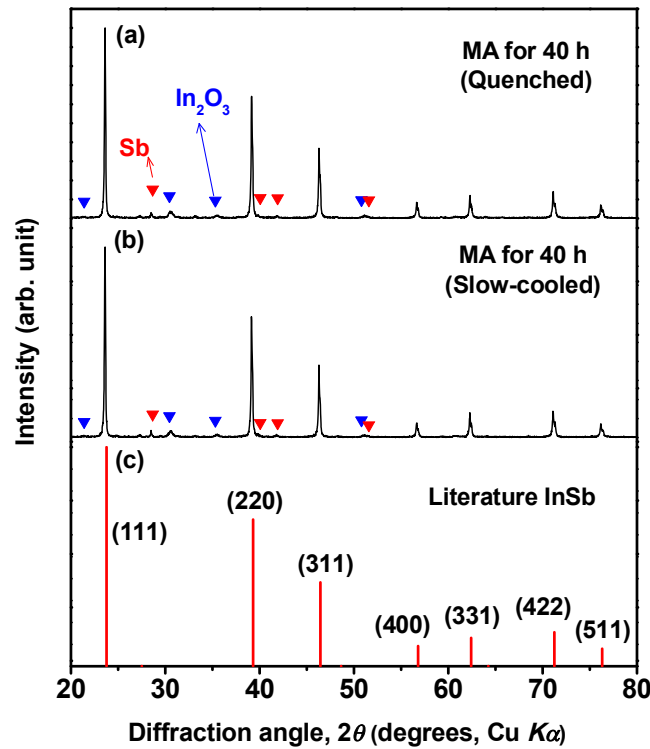 (a)
MA for 40 h
(Quenched)
In₂O₃
Sb
(b)
MA for 40 h
(Slow-cooled)
(c)
Literature InSb
(111)
(220)
(311)
(400)
(331)
(422)
(511)
20 30 40 50 60 70 80
Diffraction angle, 2θ (degrees, Cu Kα)
Intensity (arb. unit)